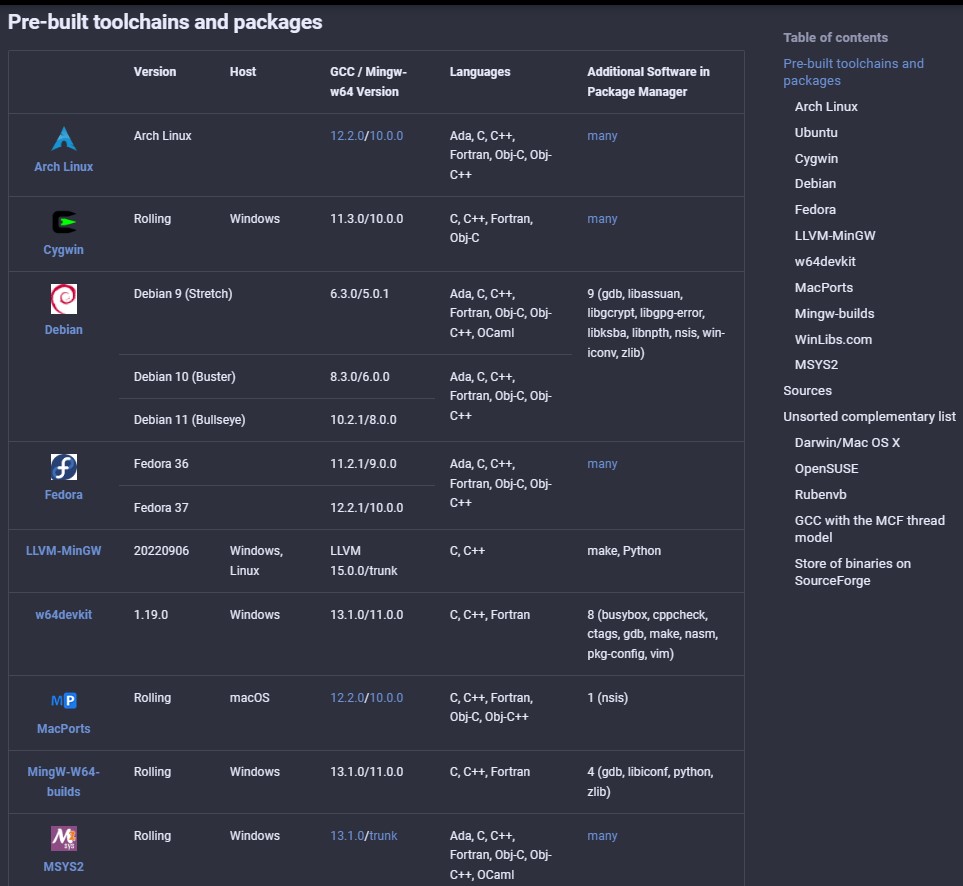 Pre-built toolchains and packages
Version Host GCC / Mingw-
w64 Version Languages Additional Software in
Package Manager
Arch Linux
Arch Linux 12.2.0/10.0.0 Ada, C, C++,
Fortran, Obj-C, Obj-
C++ many
Cygwin
Rolling Windows 11.3.0/10.0.0 C, C++, Fortran,
Obj-C many
Debian
Debian 9 (Stretch) 6.3.0/5.0.1 Ada, C, C++,
Fortran, Obj-C, Obj-
C++, OCaml
9 (gdb, libassuan,
libgcrypt, libgpg-error,
libksba, libnpth, nsis, win-
iconv, zlib)
Debian 10 (Buster) 8.3.0/6.0.0 Ada, C, C++,
Fortran, Obj-C, Obj-
C++
Debian 11 (Bullseye) 10.2.1/8.0.0
Fedora
Fedora 36 11.2.1/9.0.0 Ada, C, C++,
Fortran, Obj-C, Obj-
C++ many
Fedora 37 12.2.1/10.0.0
LLVM-MinGW 20220906 Windows,
Linux LLVM
15.0.0/trunk C, C++ make, Python
w64devkit 1.19.0 Windows 13.1.0/11.0.0 C, C++, Fortran 8 (busybox, cppcheck,
ctags, gdb, make, nasm,
pkg-config, vim)
MP
MacPorts
Rolling macOS 12.2.0/10.0.0 C, C++, Fortran,
Obj-C, Obj-C++ 1 (nsis)
MingW-W64-
builds
Rolling Windows 13.1.0/11.0.0 C, C++, Fortran 4 (gdb, libiconf, python,
zlib)
M
sys
MSYS2
Rolling Windows 13.1.0/trunk Ada, C, C++,
Fortran, Obj-C, Obj-
C++, OCaml many
Table of contents
Pre-built toolchains and
packages
Arch Linux
Ubuntu
Cygwin
Debian
Fedora
LLVM-MinGW
w64devkit
MacPorts
Mingw-builds
WinLibs.com
MSYS2
Sources
Unsorted complementary list
Darwin/Mac OS X
OpenSUSE
Rubenvb
GCC with the MCF thread
model
Store of binaries on
SourceForge